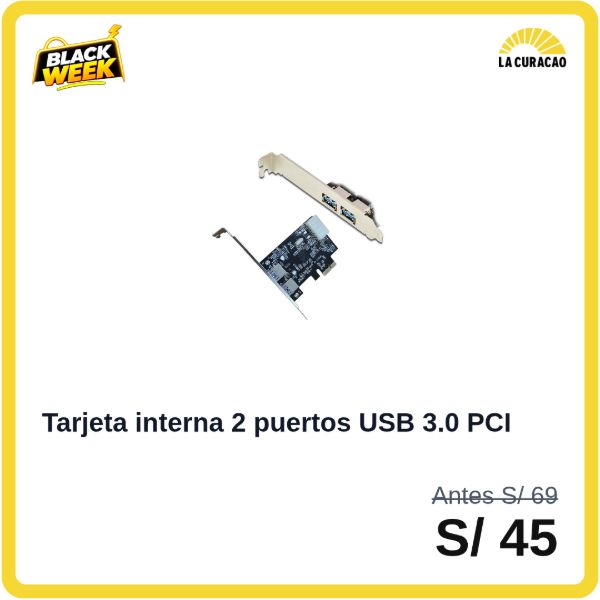 BLACK
WEEK
LA CURACAO
Tarjeta interna 2 puertos USB 3.0 PCI
Antes S/ 69
S/ 45